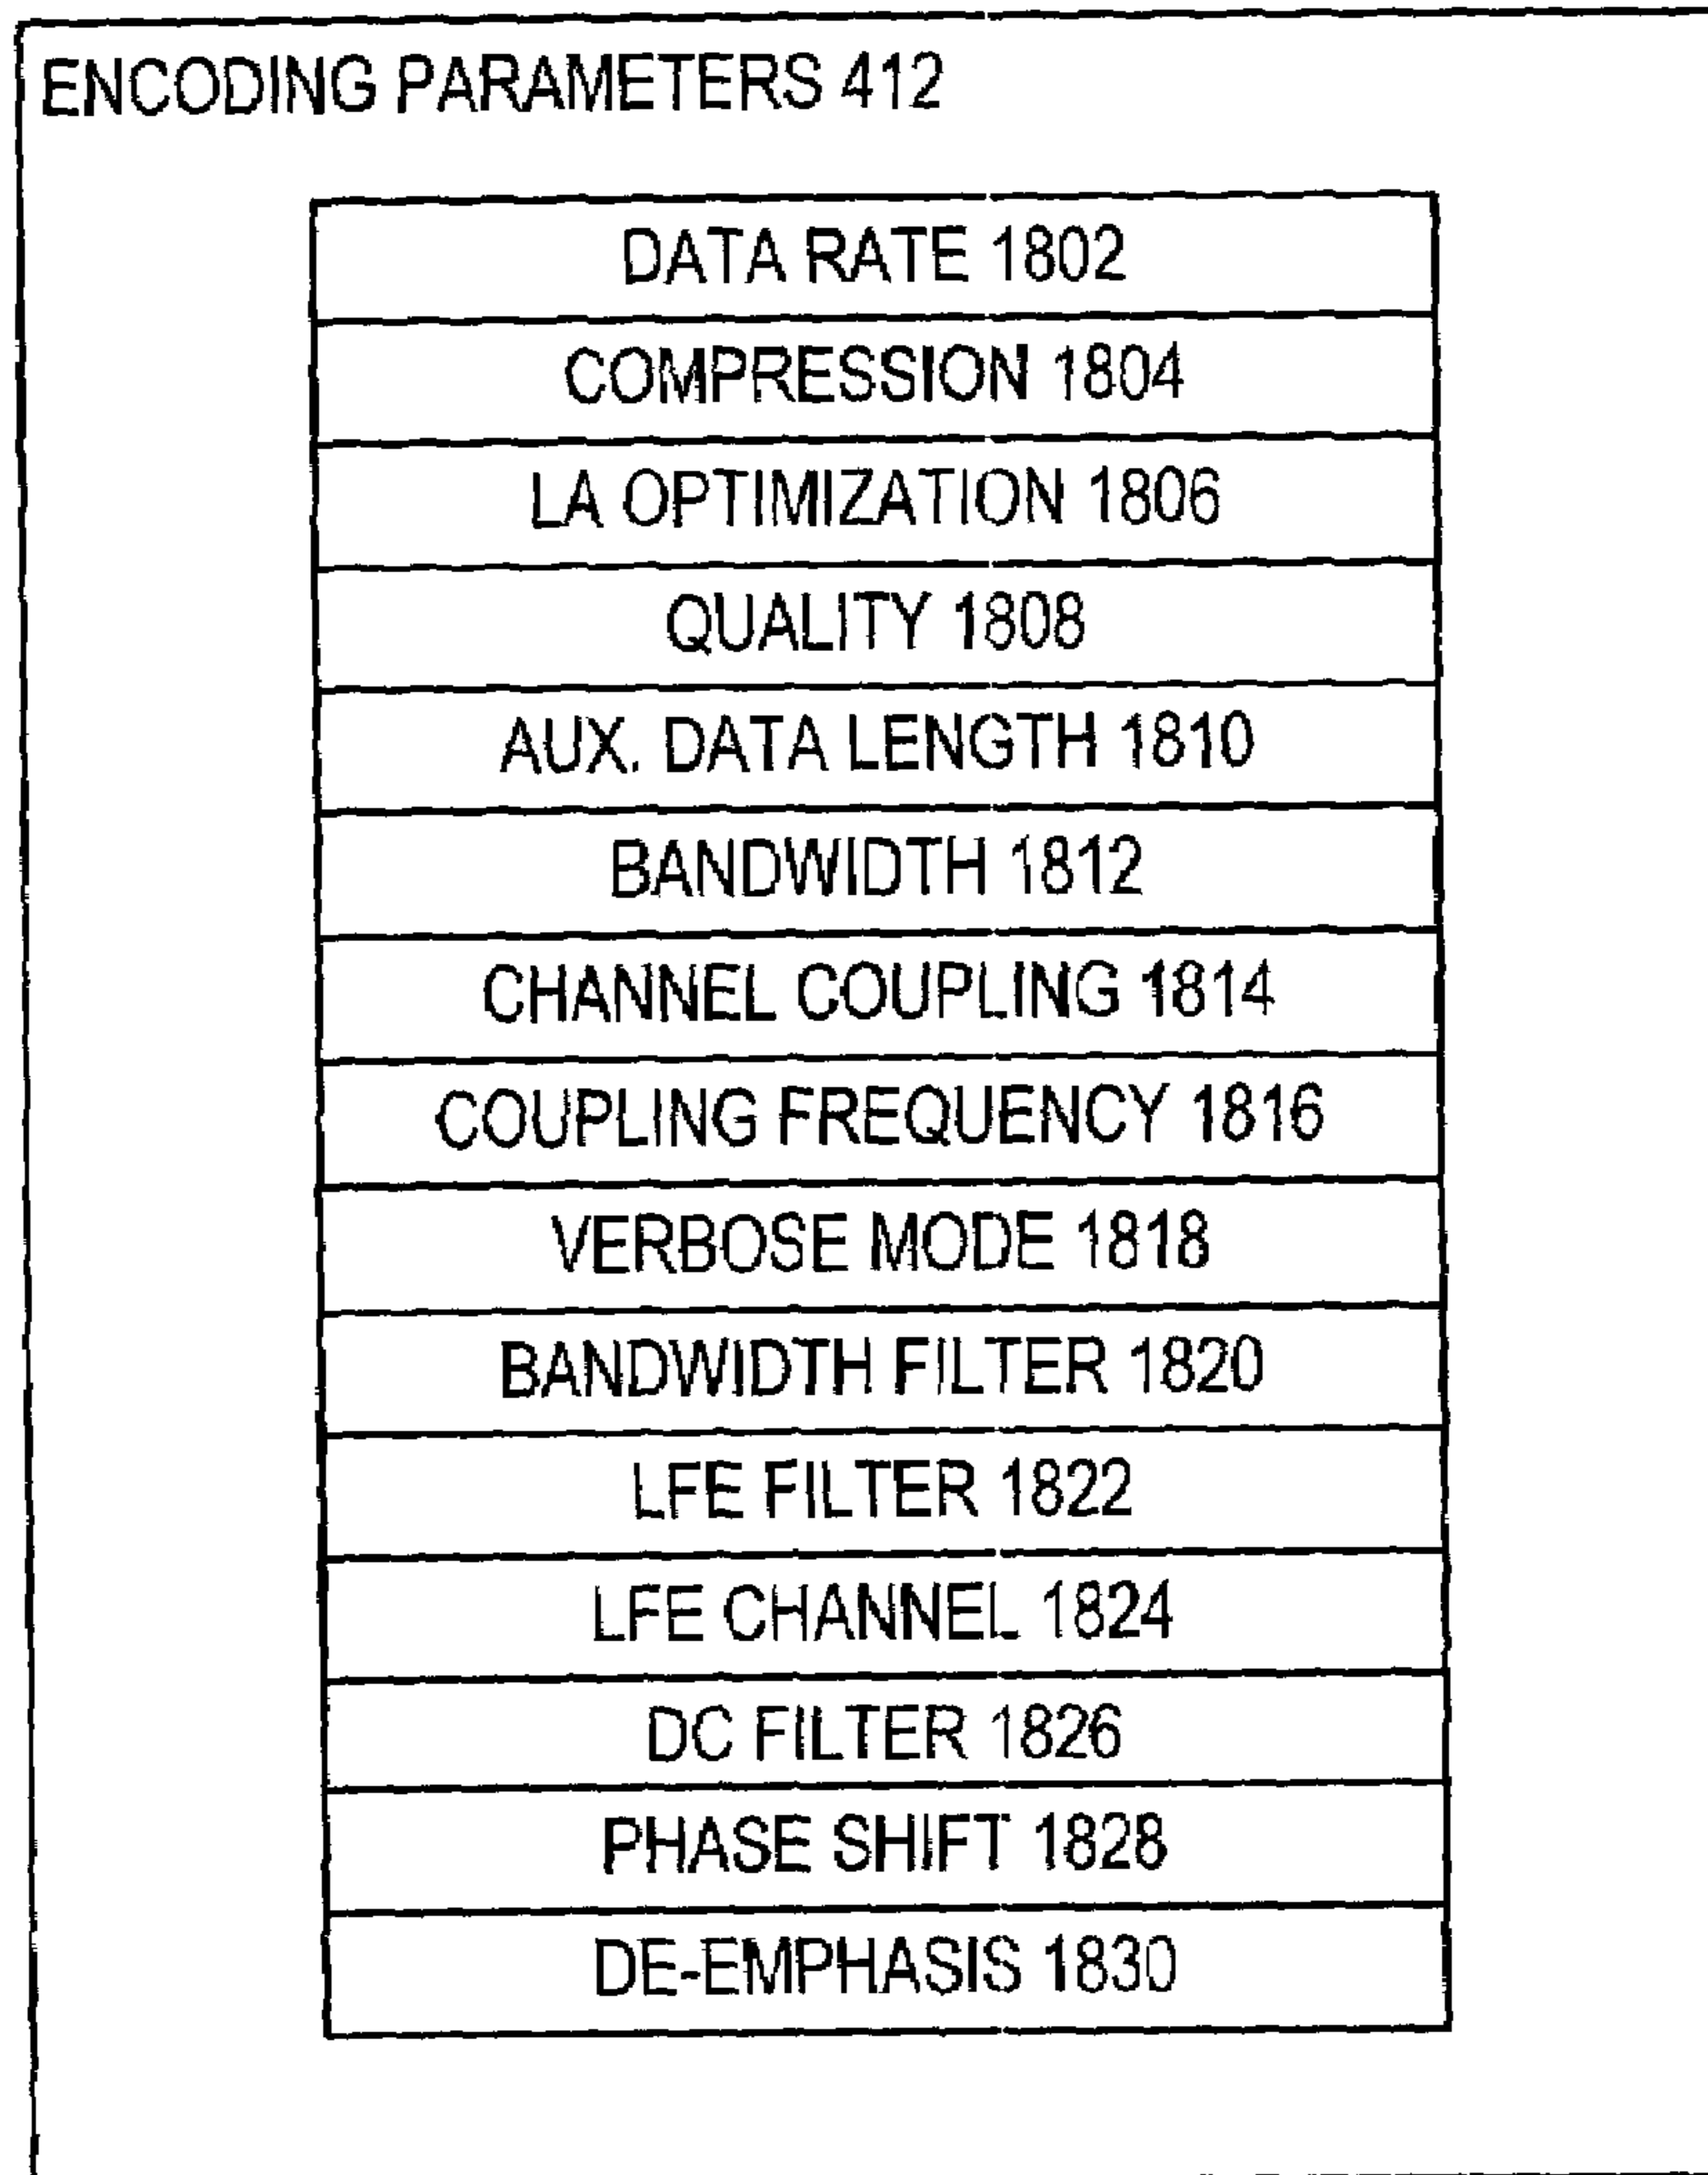 ENCODING PARAMETERS 412
DATA RATE 1802
COMPRESSION 1804
LA OPTIMIZATION 1806
QUALITY 1808
AUX. DATA LENGTH 1810
BANDWIDTH 1812
CHANNEL COUPLING 1814
COUPLING FREQUENCY 1816
VERBOSE MODE 1818
BANDWIDTH FILTER 1820
LFE FILTER 1822
LFE CHANNEL 1824
DC FILTER 1826
PHASE SHIFT 1828
DE-EMPHASIS 1830